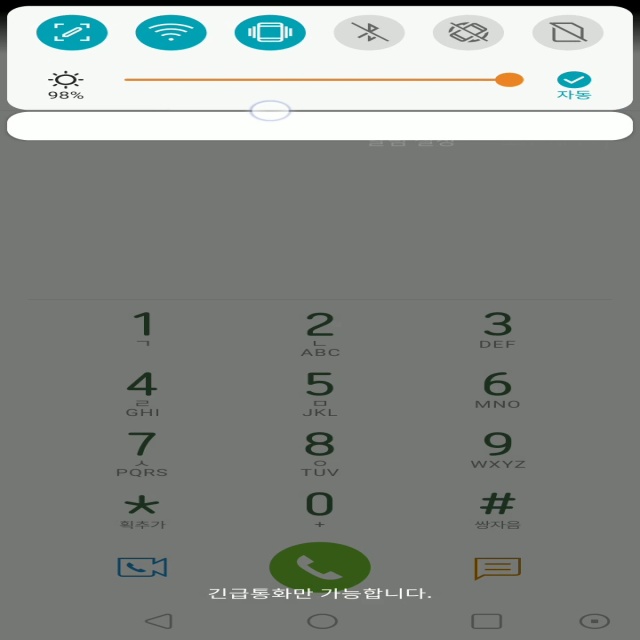 98%
자동
1 2 3
ㄱ ㄴ DEF
ABC
4 5 6
ㄹ ㅁ MNO
GHI JKL
7 8 9
ㅅ ㅇ WXYZ
PQRS TUV
* 0 #
획추가 + 쌍자음
긴급통화만 가능합니다.